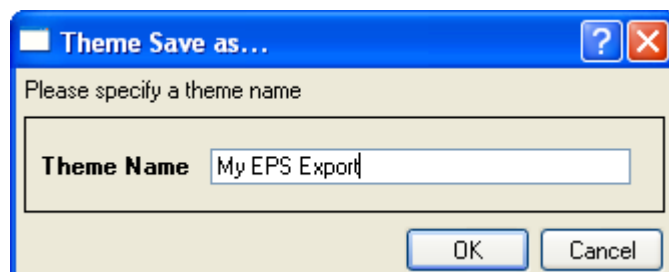 Theme Save as...
?
Please specify a theme name
Theme Name My EPS Export
OK Cancel